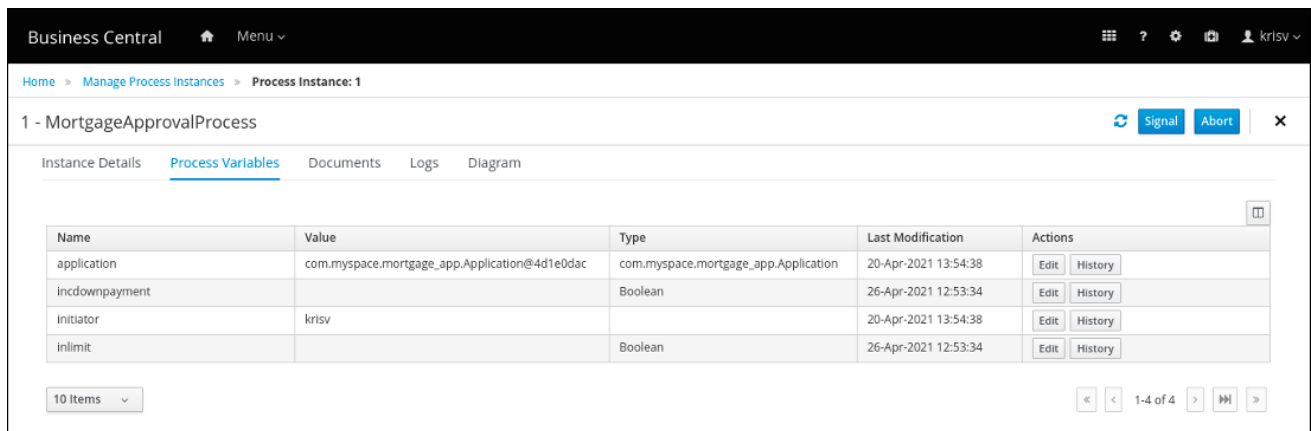 Business Central Menu ? krisv
Home » Manage Process Instances » Process Instance: 1
1 - MortgageApprovalProcess Signal Abort
Instance Details Process Variables Documents Logs Diagram
Name Value Type Last Modification Actions
application com.myspace.mortgage_app.Application@4d1e0dac com.myspace.mortgage_app.Application 20-Apr-2021 13:54:38 Edit History
incdownpayment Boolean 26-Apr-2021 12:53:34 Edit History
initiator krisv 20-Apr-2021 13:54:38 Edit History
inlimit Boolean 26-Apr-2021 12:53:34 Edit History
10 Items 1-4 of 4